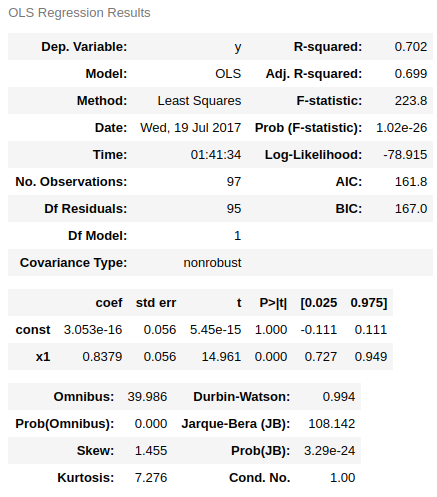 OLS Regression Results
Dep. Variable: y R-squared: 0.702
Model: OLS Adj. R-squared: 0.699
Method: Least Squares F-statistic: 223.8
Date: Wed, 19 Jul 2017 Prob (F-statistic): 1.02e-26
Time: 01:41:34 Log-Likelihood: -78.915
No. Observations: 97 AIC: 161.8
Df Residuals: 95 BIC: 167.0
Df Model: 1
Covariance Type: nonrobust
coef std err t P>|t| [0.025 0.975]
const 3.053e-16 0.056 5.45e-15 1.000 -0.111 0.111
x1 0.8379 0.056 14.961 0.000 0.727 0.949
Omnibus: 39.986 Durbin-Watson: 0.994
Prob(Omnibus): 0.000 Jarque-Bera (JB): 108.142
Skew: 1.455 Prob(JB): 3.29e-24
Kurtosis: 7.276 Cond. No. 1.00